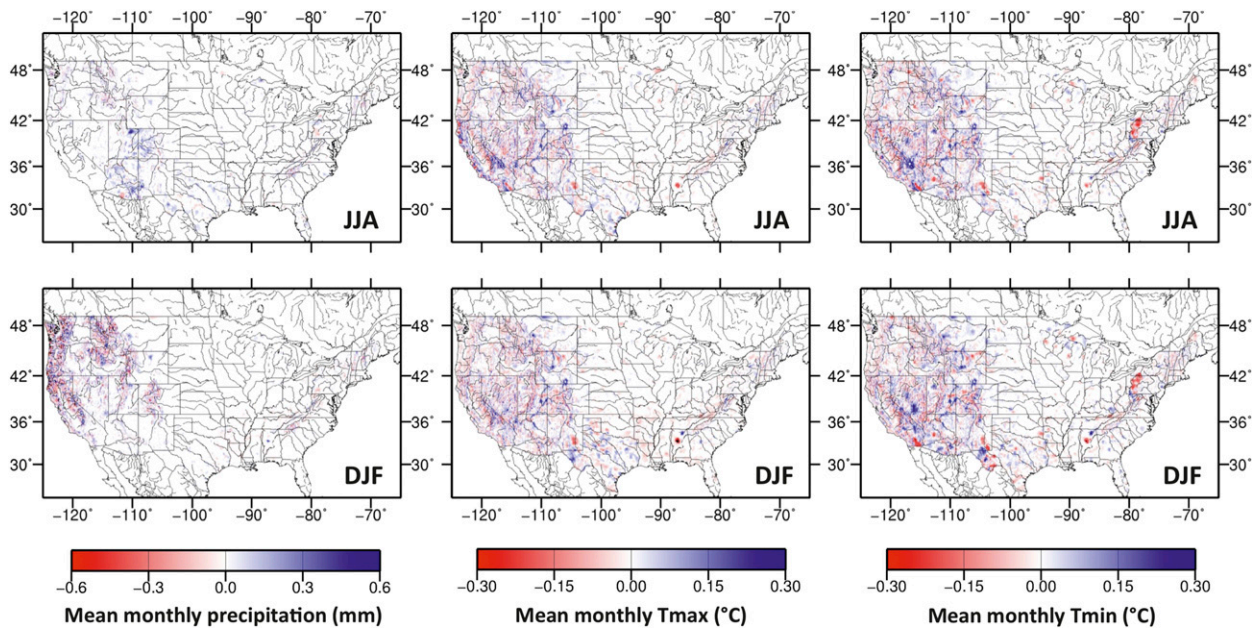 −120° −110° −100° −90° −80° −70° −120° −110° −100° −90° −80° −70° −120° −110° −100° −90° −80° −70°
48° 48° 48° 48°
42° 42° 42° 42°
36° 36° 36° 36°
30° JJA 30° 30° JJA 30° JJA
48° 48° 48° 48°
42° 42° 42° 42°
36° 36° 36° 36°
30° DJF 30° 30° DJF 30° DJF
−120° −110° −100° −90° −80° −70° −120° −110° −100° −90° −80° −70° −120° −110° −100° −90° −80° −70°
−0.6 −0.3 0.0 0.3 0.6 −0.30 −0.15 0.00 0.15 0.30 −0.30 −0.15 0.00 0.15 0.30
Mean monthly precipitation (mm) Mean monthly Tmax (°C) Mean monthly Tmin (°C)